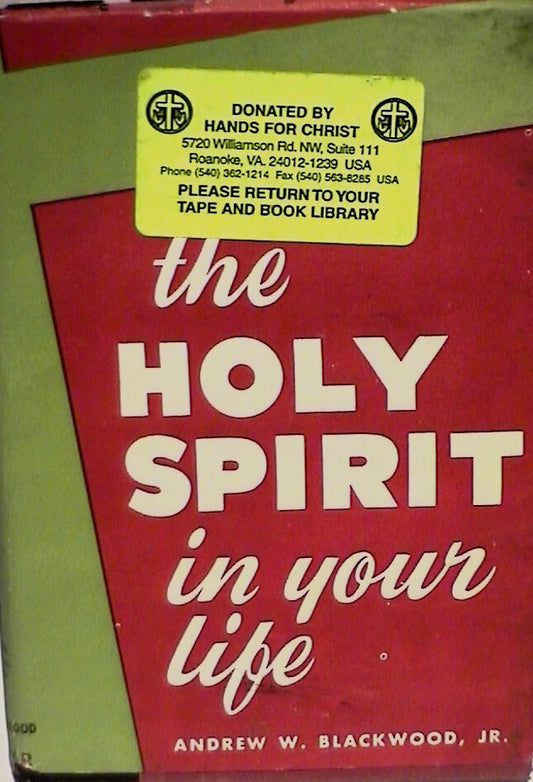 DONATED BY
HANDS FOR CHRIST
5720 Williamson Rd. NW, Suite 111
Roanoke, VA. 24012-1239 USA
Phone (540) 362-1214 Fax (540) 563-8285 USA
PLEASE RETURN TO YOUR
TAPE AND BOOK LIBRARY
the
HOLY
SPIRIT
in your
life
ANDREW W. BLACKWOOD, JR.